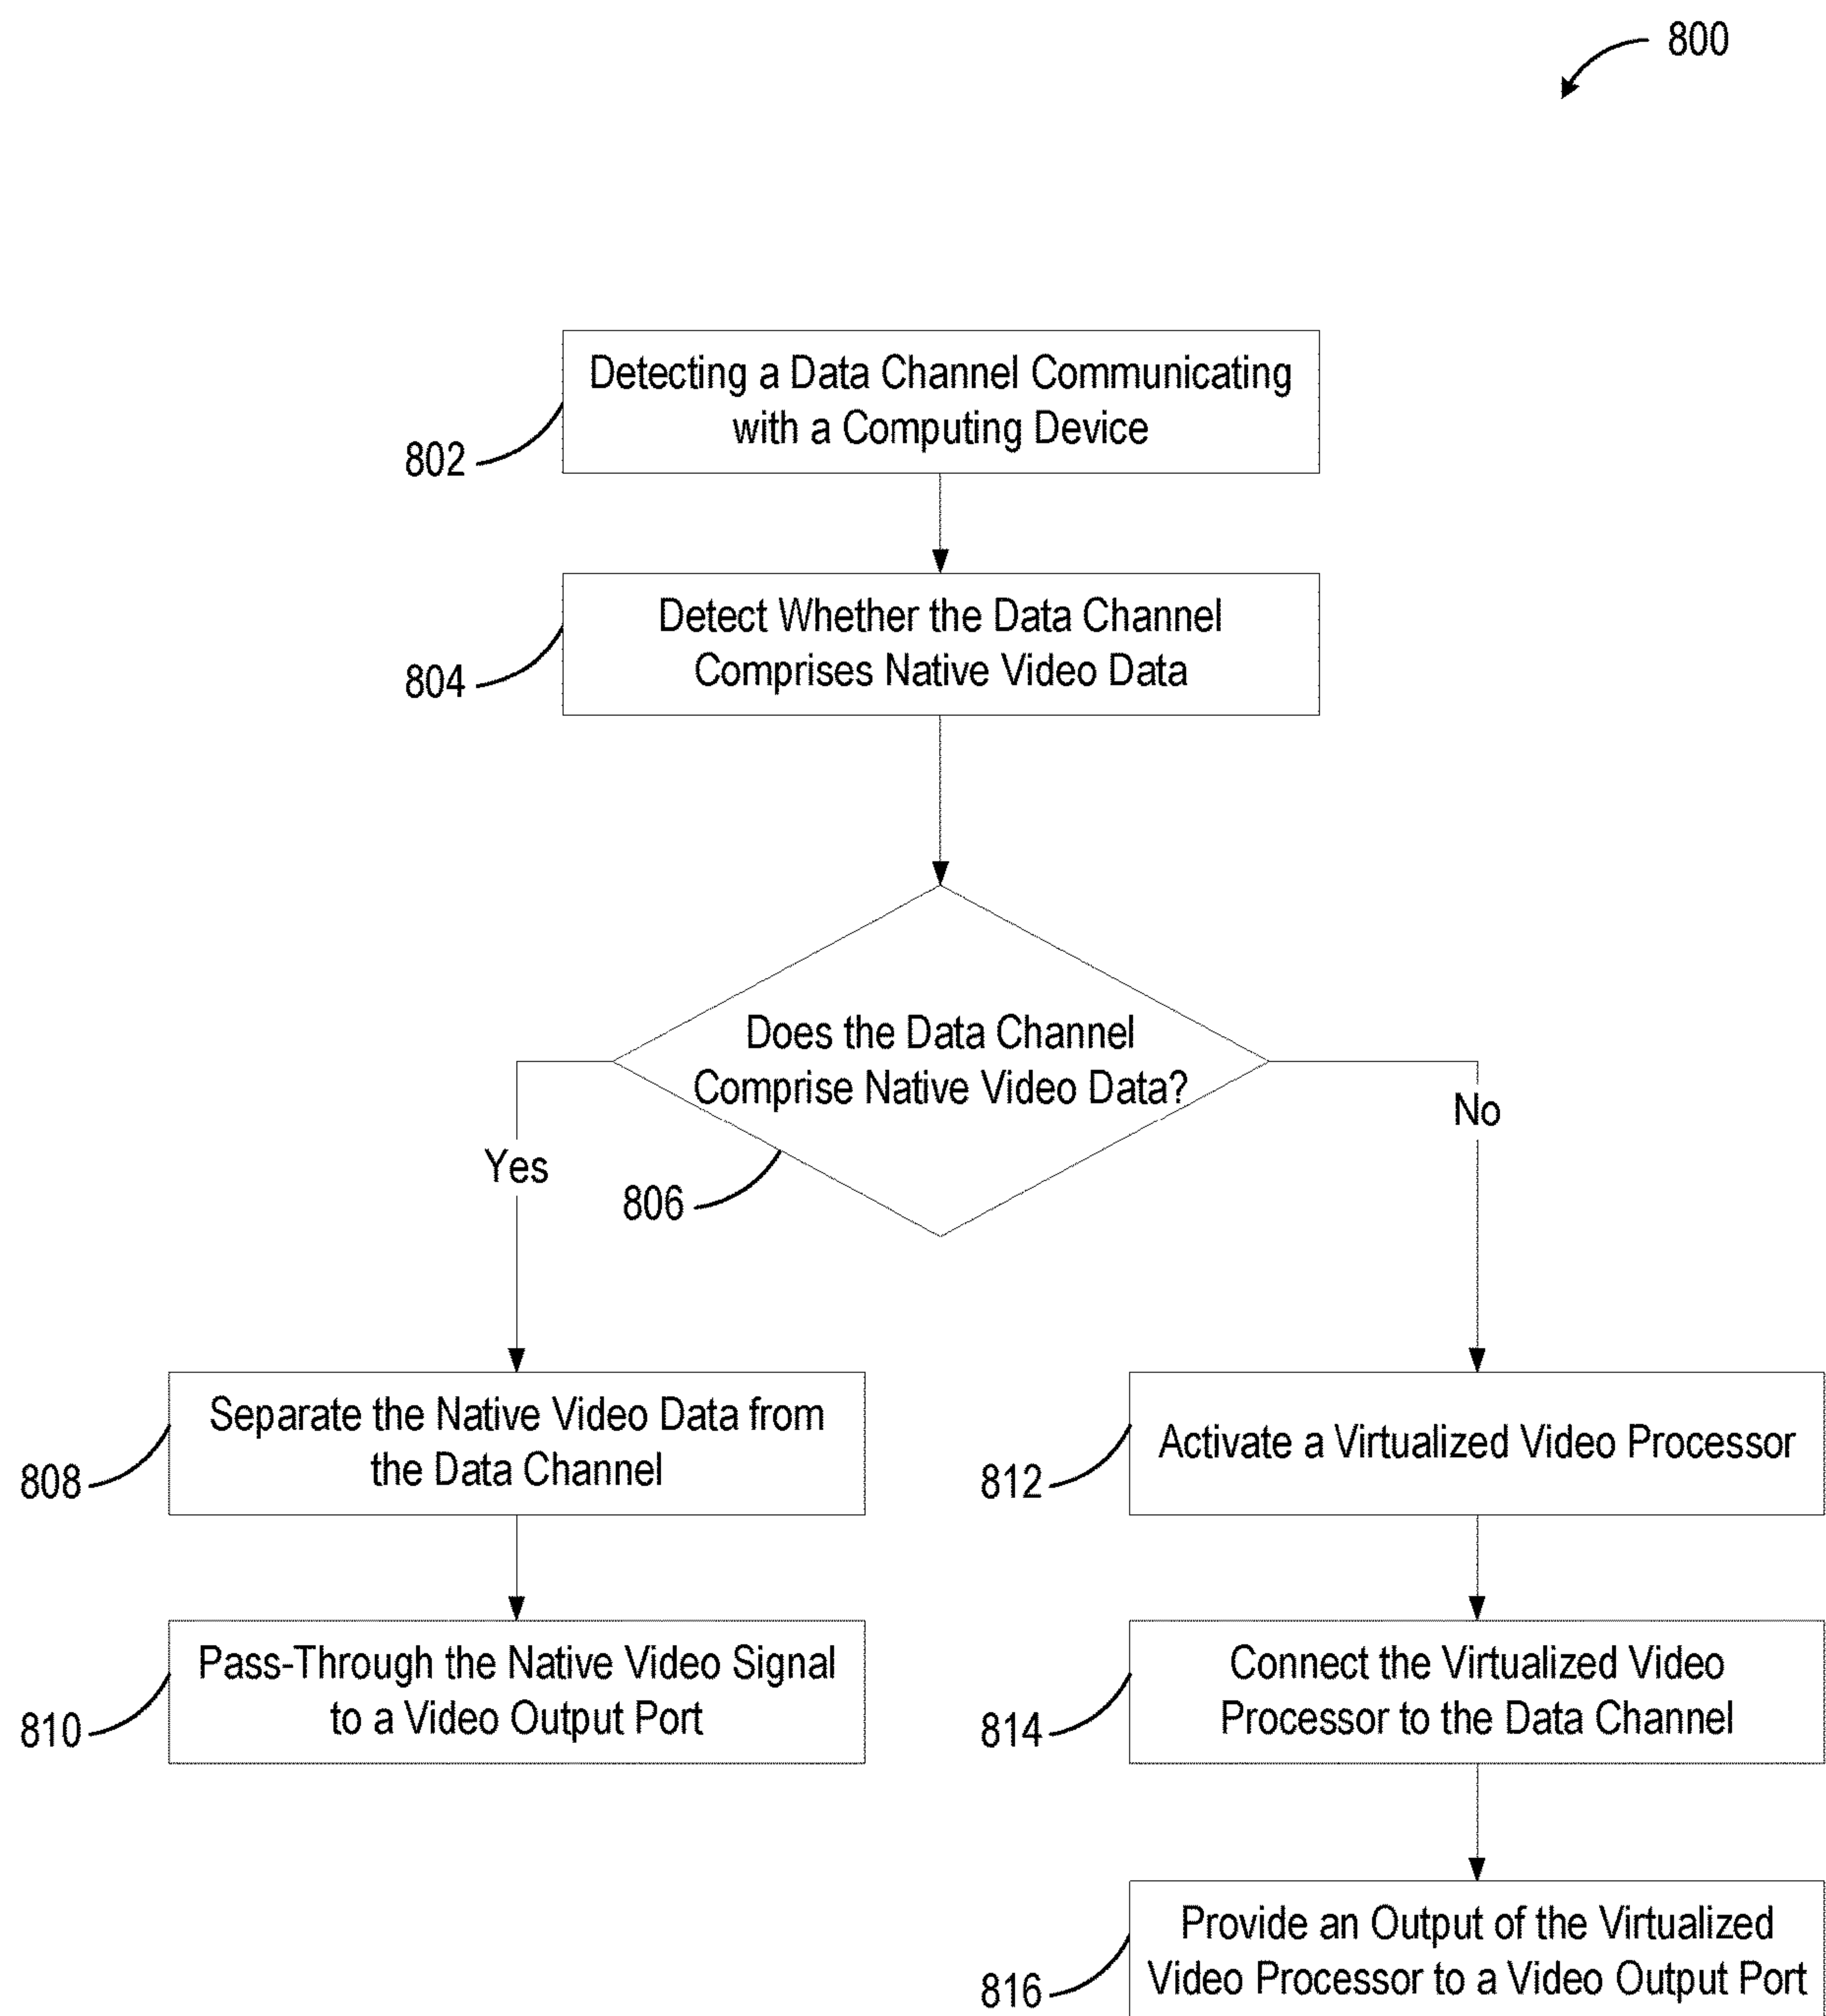 800
Detecting a Data Channel Communicating
with a Computing Device
802
Detect Whether the Data Channel
Comprises Native Video Data
804
Does the Data Channel
Comprise Native Video Data?
806
Yes
No
Separate the Native Video Data from
the Data Channel
808
Pass-Through the Native Video Signal
to a Video Output Port
810
Activate a Virtualized Video Processor
812
Connect the Virtualized Video
Processor to the Data Channel
814
Provide an Output of the Virtualized
Video Processor to a Video Output Port
816